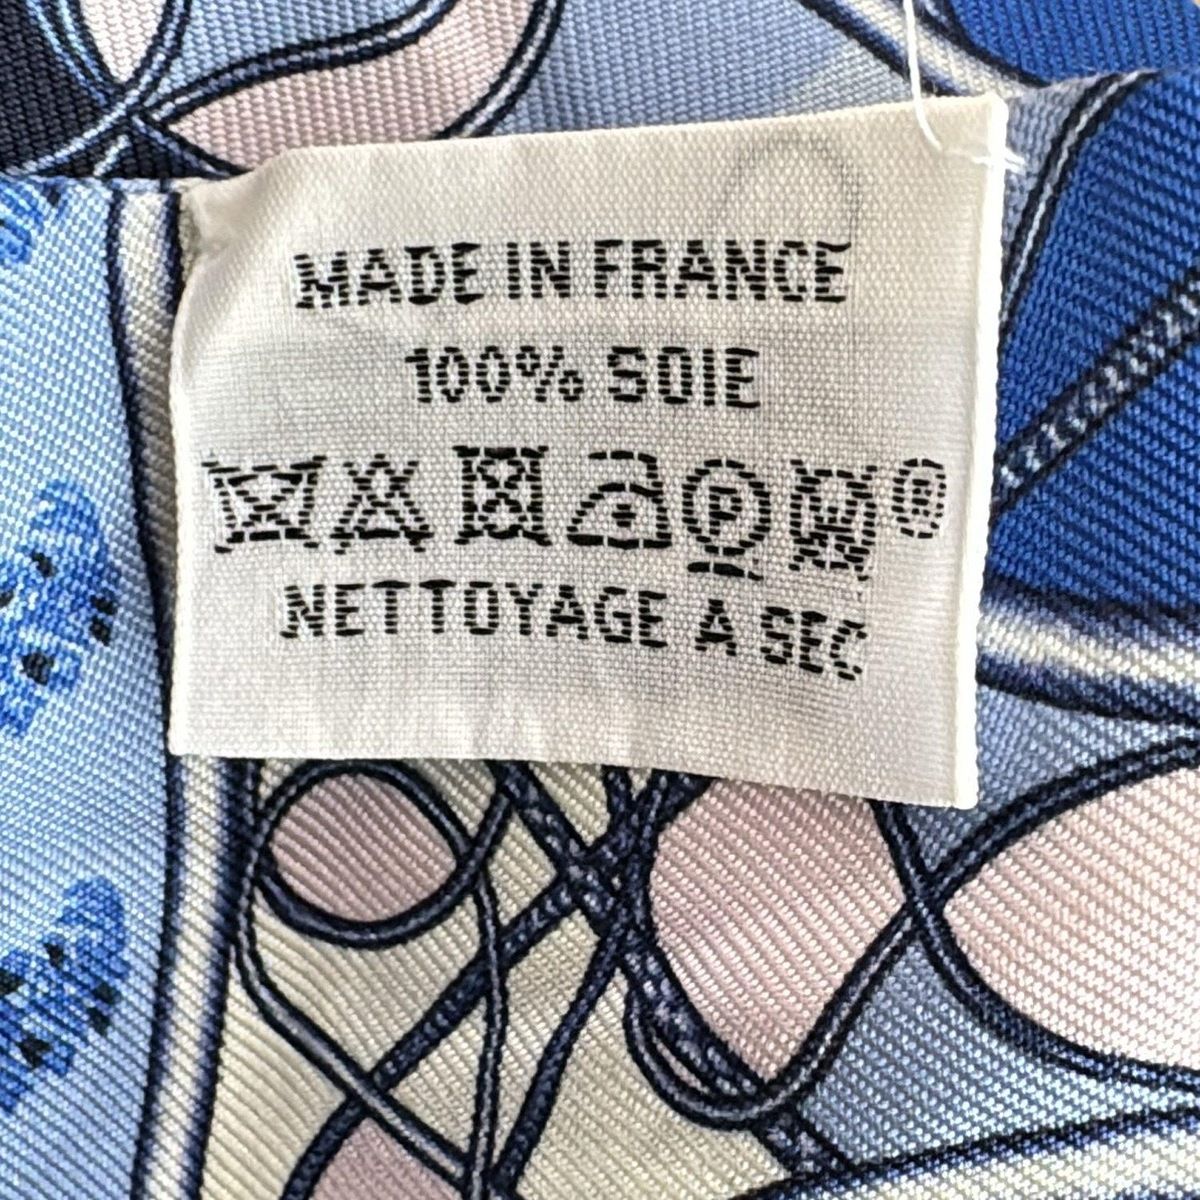 MADE IN FRANCE
100% SOIE
P W ®
NETTOYAGE A SEC